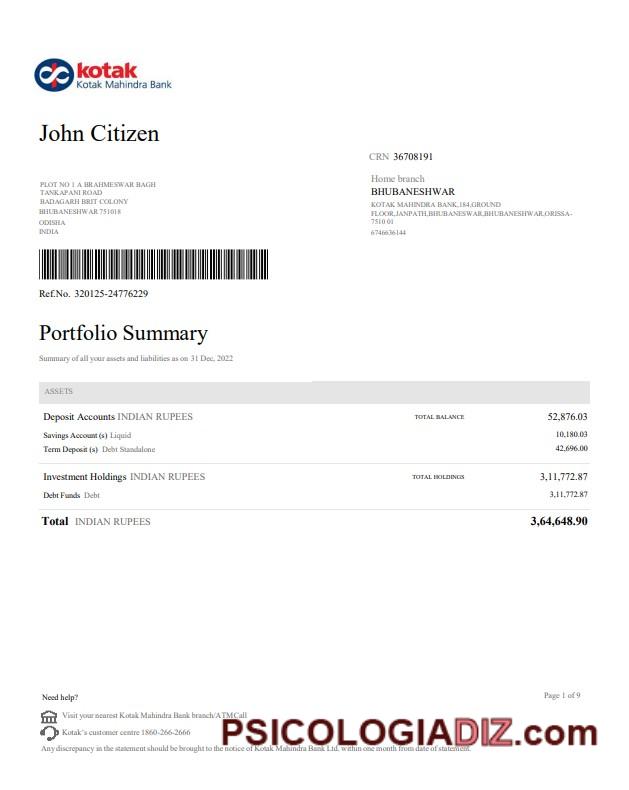 kotak
Kotak Mahindra Bank
John Citizen
CRN 36708191
PLOT NO 1 A BRAHMESWAR BAGH
TANKAPANI ROAD
BADAGARH BRIT COLONY
BHUBANESHWAR 751018
ODISHA
INDIA
Home branch
BHUBANESHWAR
KOTAK MAHINDRA BANK,184,GROUND
FLOOR,JANPATH,BHUBANESWAR,BHUBANESHWAR,ORISSA-
7510 01
6746636144
Ref.No. 320125-24776229
Portfolio Summary
Summary of all your assets and liabilities as on 31 Dec, 2022
ASSETS
Deposit Accounts INDIAN RUPEES TOTAL BALANCE 52,876.03
Savings Account (s) Liquid 10,180.03
Term Deposit (s) Debt Standalone 42,696.00
Investment Holdings INDIAN RUPEES TOTAL HOLDINGS 3,11,772.87
Debt Funds Debt 3,11,772.87
Total INDIAN RUPEES 3,64,648.90
Need help? Page 1 of 9
Visit your nearest Kotak Mahindra Bank branch/ATMCall
Kotak's customer centre 1860-266-2666
PSICOLOGIADIZ.com
Any discrepancy in the statement should be brought to the notice of Kotak Mahindra Bank Ltd. within one month from date of statement.